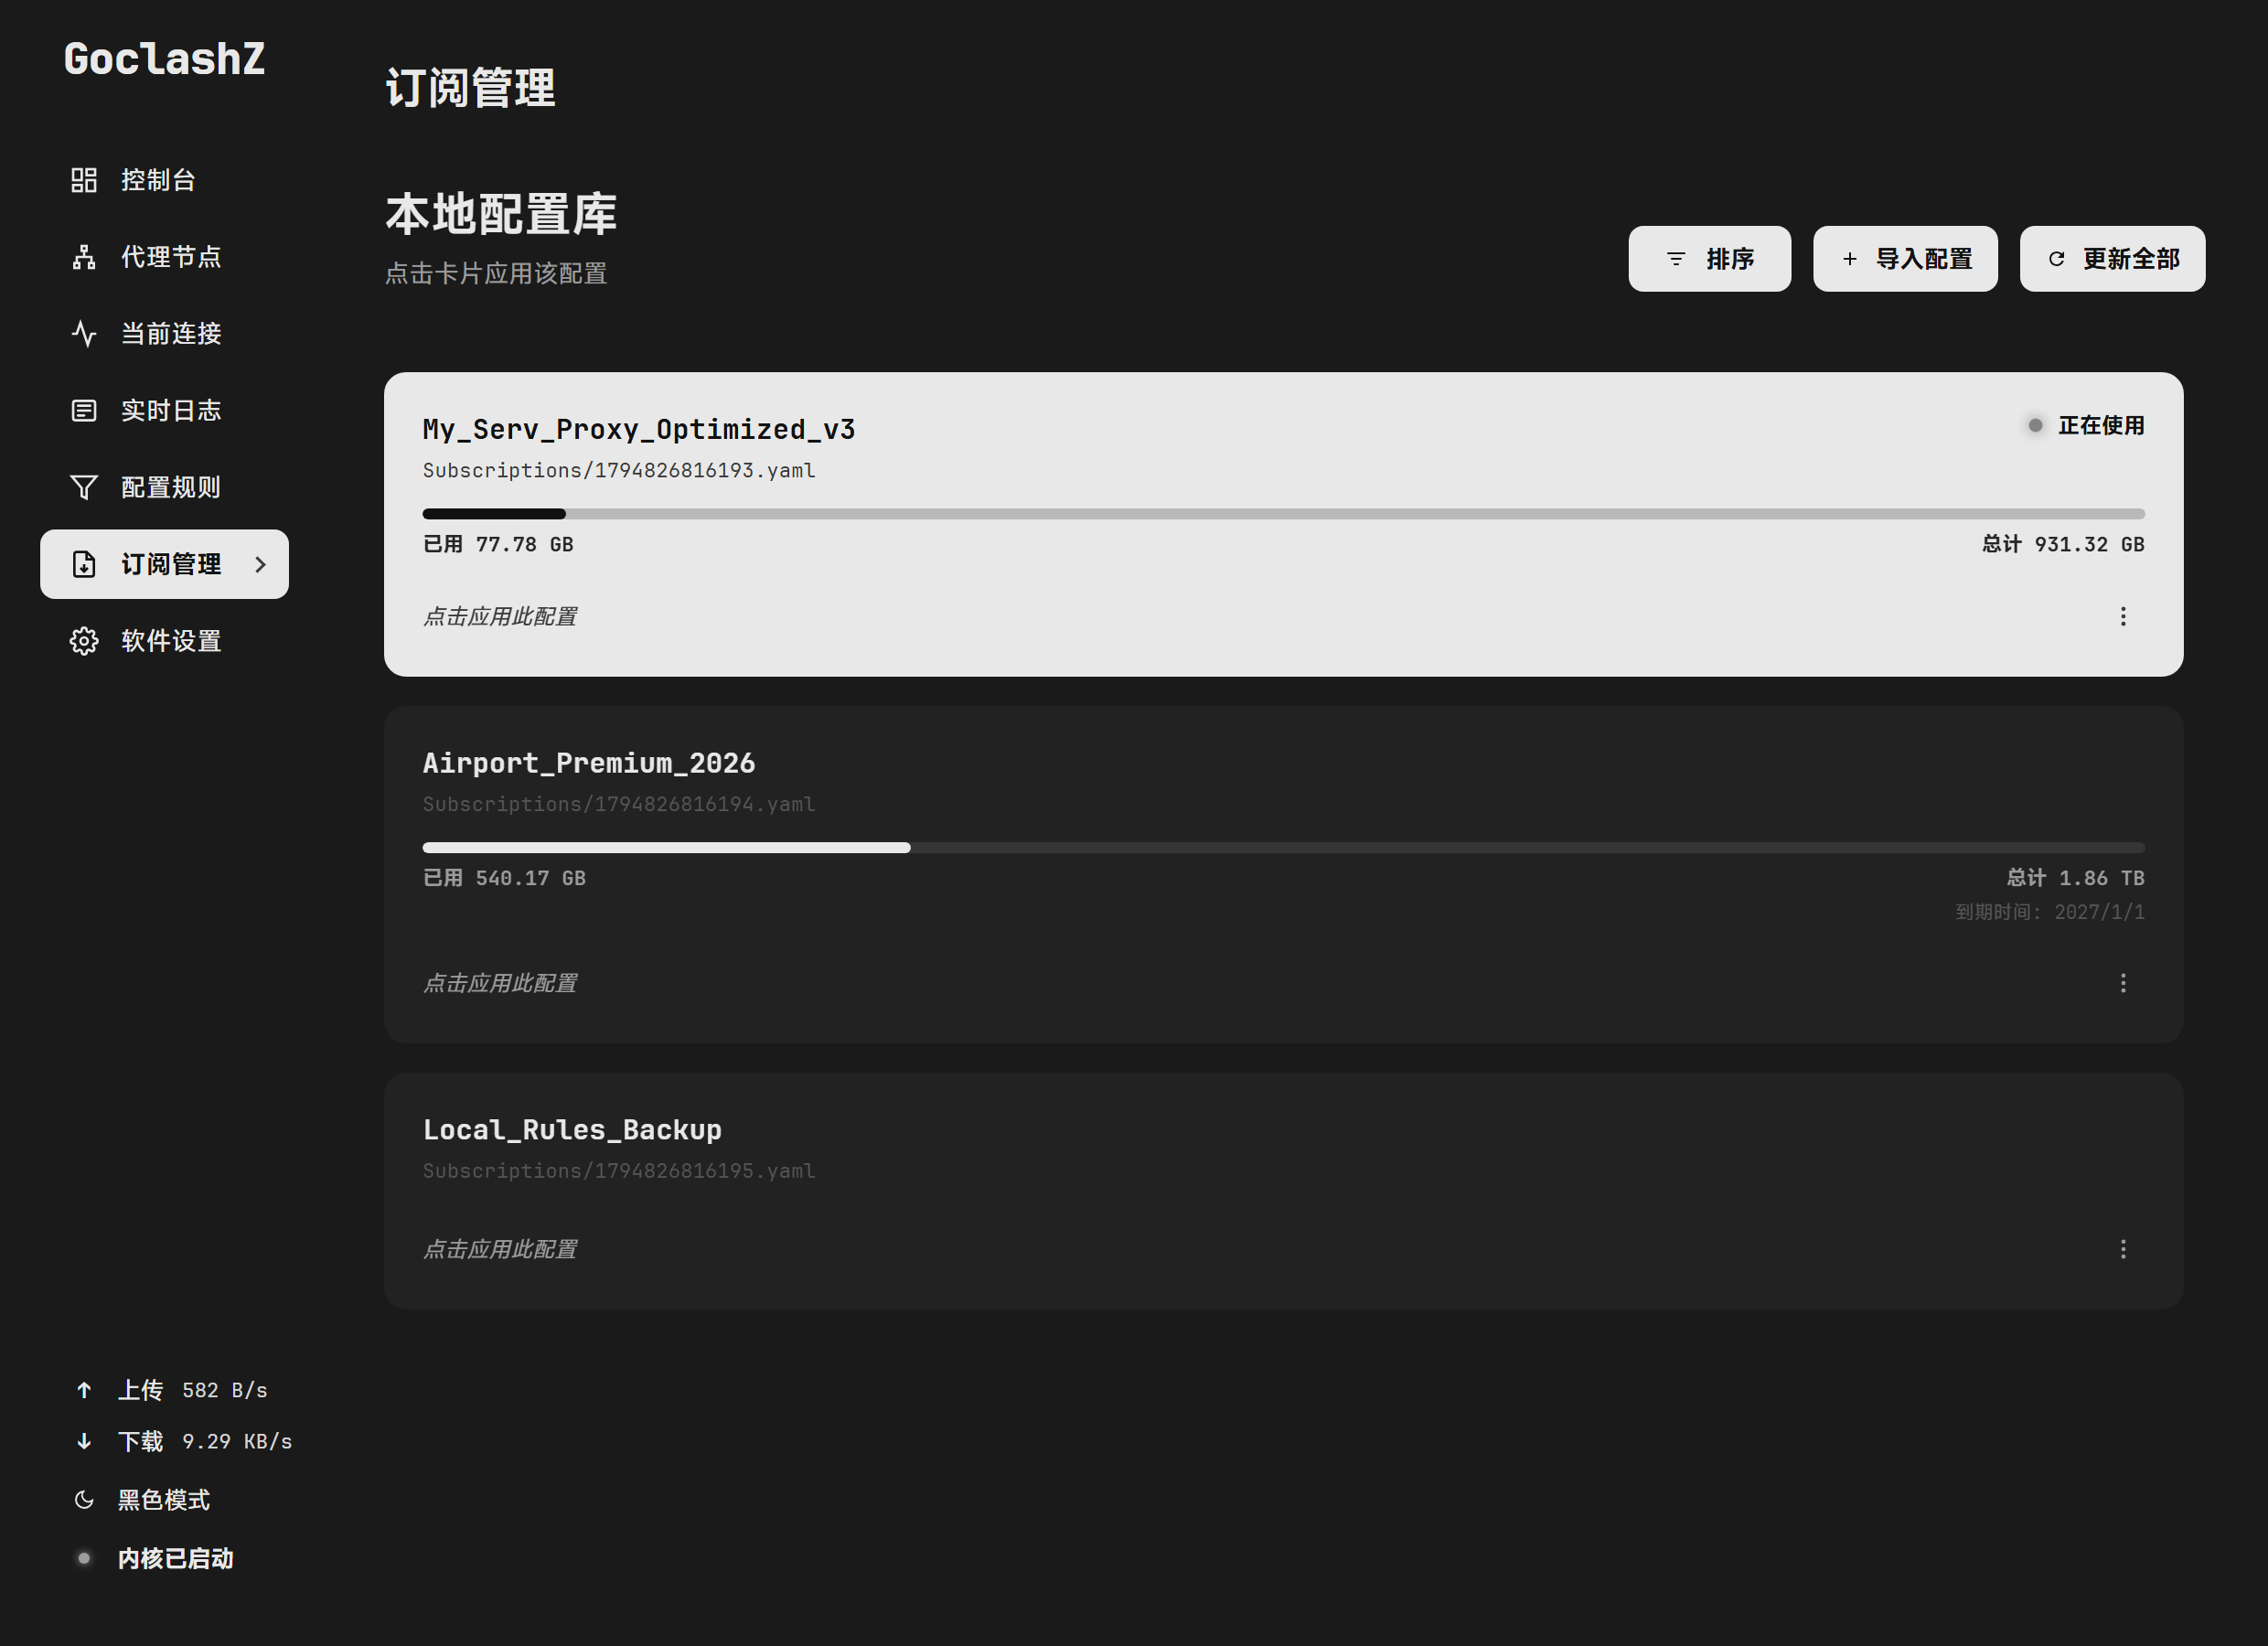 GoclashZ
控制台
代理节点
当前连接
实时日志
配置规则
订阅管理
软件设置
上传 582 B/s
下载 9.29 KB/s
黑色模式
内核已启动
订阅管理
本地配置库
点击卡片应用该配置
排序
导入配置
更新全部
My_Serv_Proxy_Optimized_v3
正在使用
Subscriptions/1794826816193.yaml
已用 77.78 GB
总计 931.32 GB
点击应用此配置
Airport_Premium_2026
Subscriptions/1794826816194.yaml
已用 540.17 GB
总计 1.86 TB
到期时间: 2027/1/1
点击应用此配置
Local_Rules_Backup
Subscriptions/1794826816195.yaml
点击应用此配置